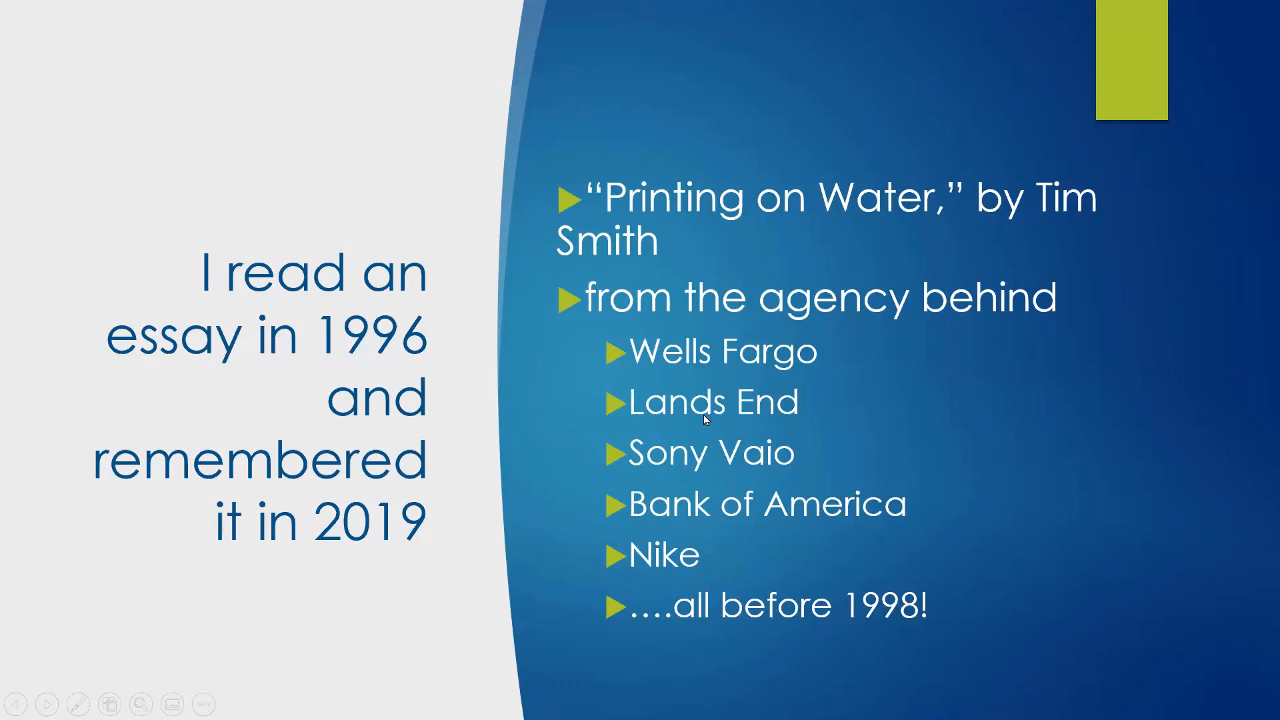 I read an
essay in 1996
and
remembered
it in 2019
“Printing on Water,” by Tim
Smith
from the agency behind
Wells Fargo
Lands End
Sony Vaio
Bank of America
Nike
….all before 1998!